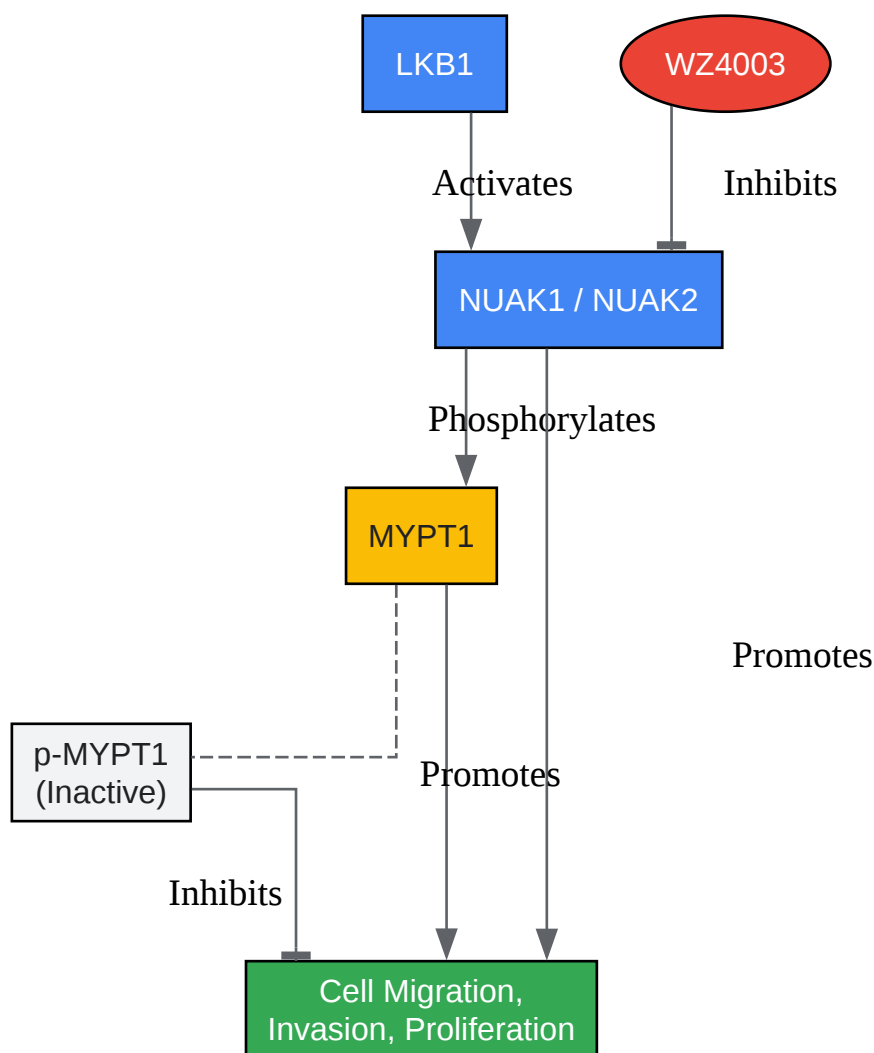 LKB1
WZ4003
Activates
Inhibits
NUAK1 / NUAK2
Phosphorylates
MYPT1
Promotes
p-MYPT1
(Inactive)
Promotes
Inhibits
Cell Migration,
Invasion, Proliferation